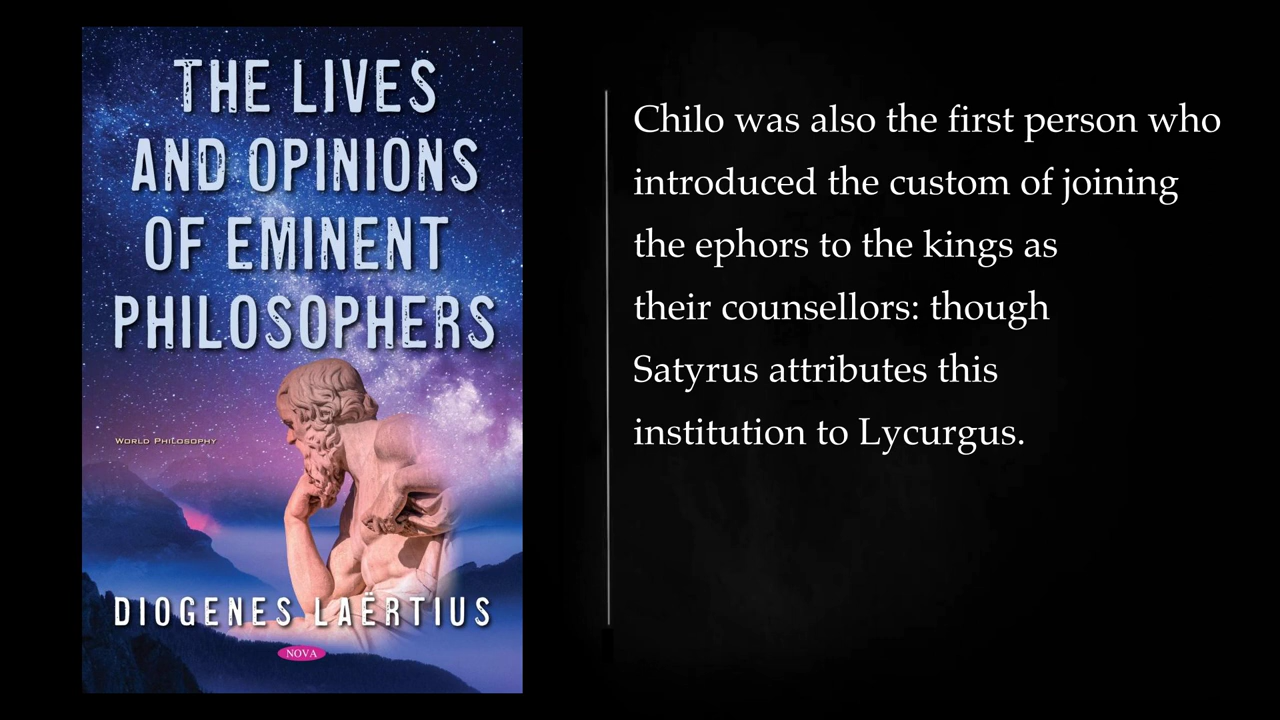 THE LIVES
AND OPINIONS
OF EMINENT
PHILOSOPHERS
WORLD PHILOSOPHY
DIOGENES LAËRTIUS
NOVA
Chilo was also the first person who
introduced the custom of joining
the ephors to the kings as
their counsellors: though
Satyrus attributes this
institution to Lycurgus.